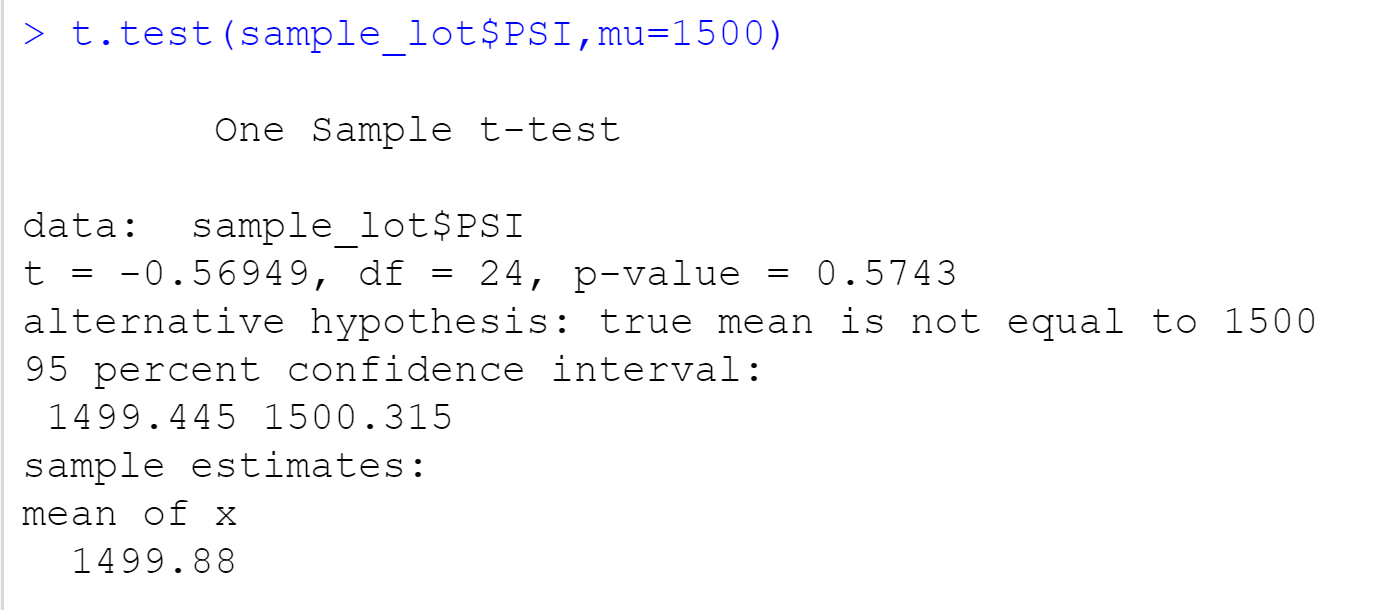 > t.test(sample_lot$PSI,mu=1500)
One Sample t-test
data:  sample_lot$PSI
t = -0.56949, df = 24, p-value = 0.5743
alternative hypothesis: true mean is not equal to 1500
95 percent confidence interval:
1499.445 1500.315
sample estimates:
mean of x
1499.88